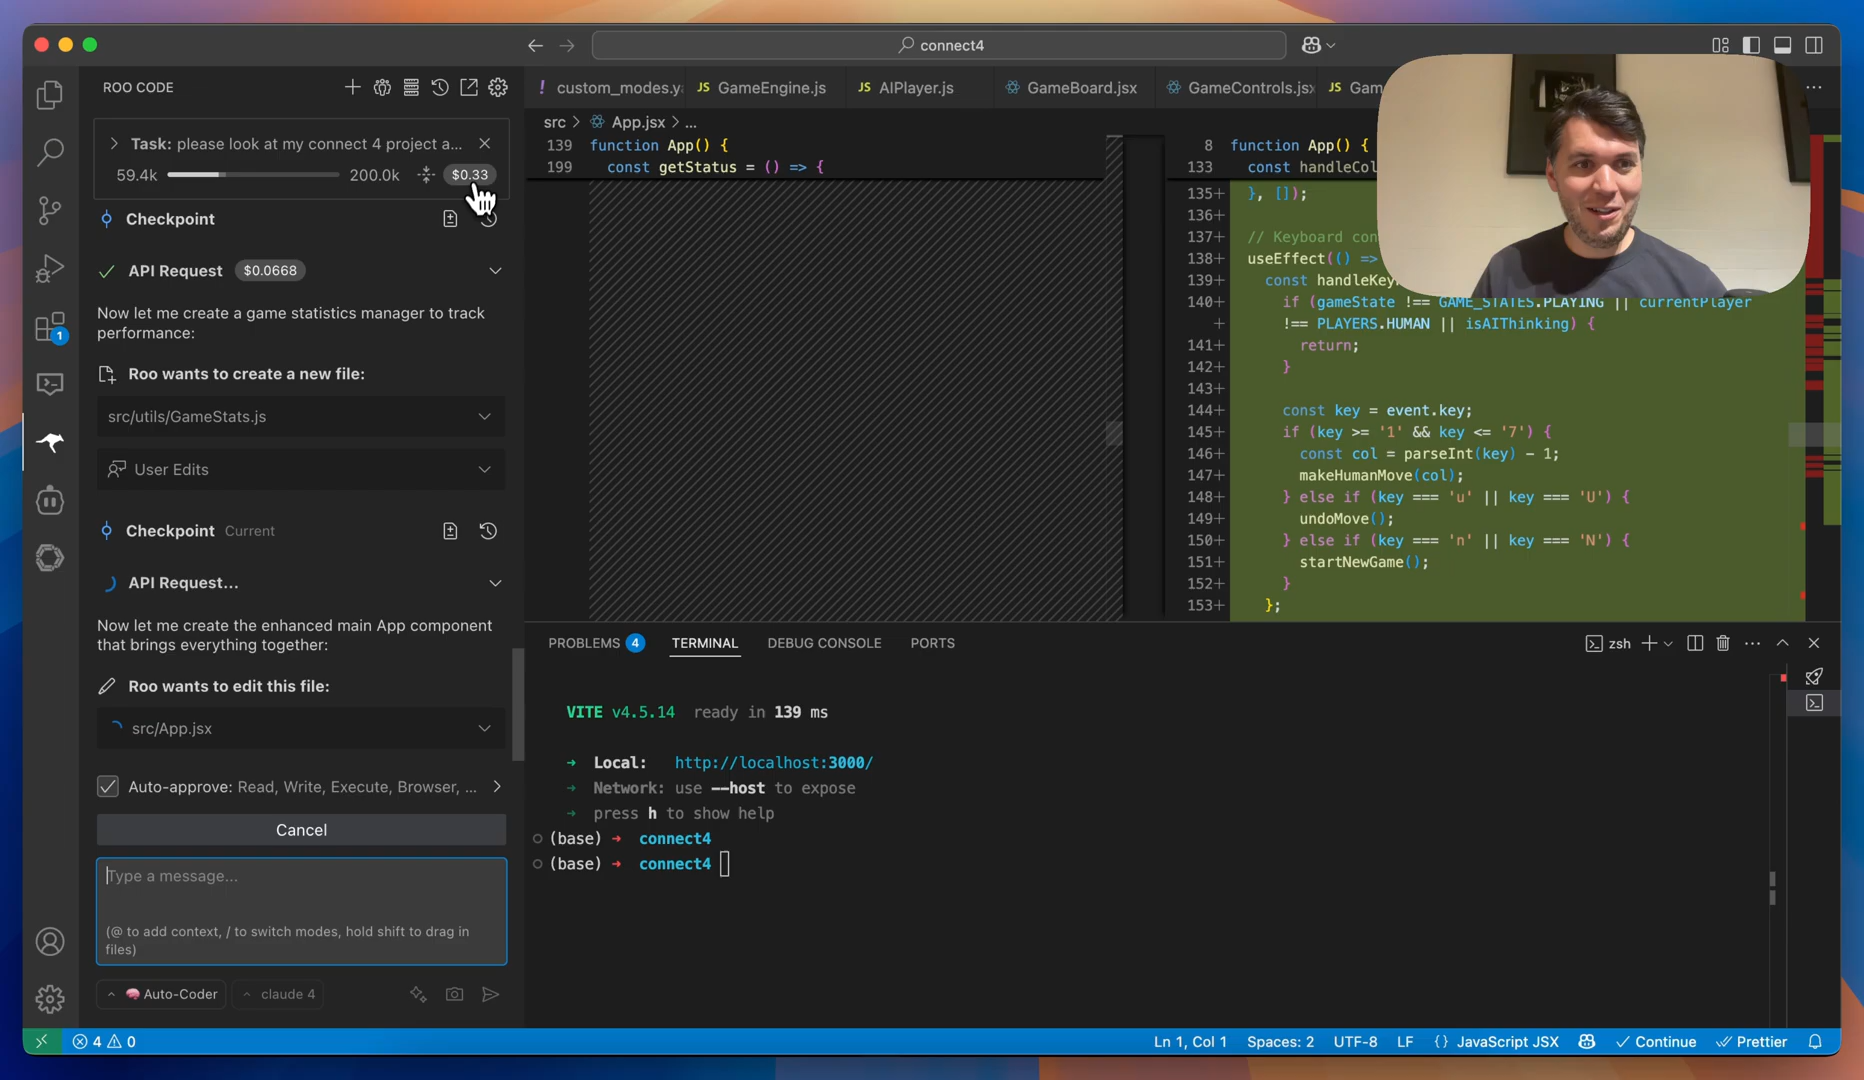 connect4
ROO CODE
Task: please look at my connect 4 project a...
59.4k 200.0k $0.33
Checkpoint
API Request $0.0668
Now let me create a game statistics manager to track
performance:
Roo wants to create a new file:
src/utils/GameStats.js
User Edits
Checkpoint Current
API Request...
Now let me create the enhanced main App component
that brings everything together:
Roo wants to edit this file:
src/App.jsx
Auto-approve: Read, Write, Execute, Browser, ...
Cancel
Type a message...
(@ to add context, / to switch modes, hold shift to drag in
files)
Auto-Coder claude 4
1
! custom_modes.ya JS GameEngine.js JS AIPlayer.js GameBoard.jsx GameControls.jsx JS Gam
src > App.jsx > ...
139 function App() {
199 const getStatus = () => {
8 function App() {
133 const handleCol
135+ }, []);
136+
137+ // Keyboard con
138+ useEffect(() =>
139+ const handleKey
140+ if (gameState !== GAME_STATES.PLAYING || currentPlayer
+ !== PLAYERS.HUMAN || isAIThinking) {
141+ return;
142+ }
143+
144+ const key = event.key;
145+ if (key >= '1' && key <= '7') {
146+ const col = parseInt(key) - 1;
147+ makeHumanMove(col);
148+ } else if (key === 'u' || key === 'U') {
149+ undoMove();
150+ } else if (key === 'n' || key === 'N') {
151+ startNewGame();
152+ }
153+ };
PROBLEMS 4 TERMINAL DEBUG CONSOLE PORTS
zsh
VITE v4.5.14 ready in 139 ms
➜ Local: http://localhost:3000/
➜ Network: use --host to expose
➜ press h to show help
(base) ➜ connect4
(base) ➜ connect4
4 0
Ln 1, Col 1 Spaces: 2 UTF-8 LF {} JavaScript JSX Continue Prettier